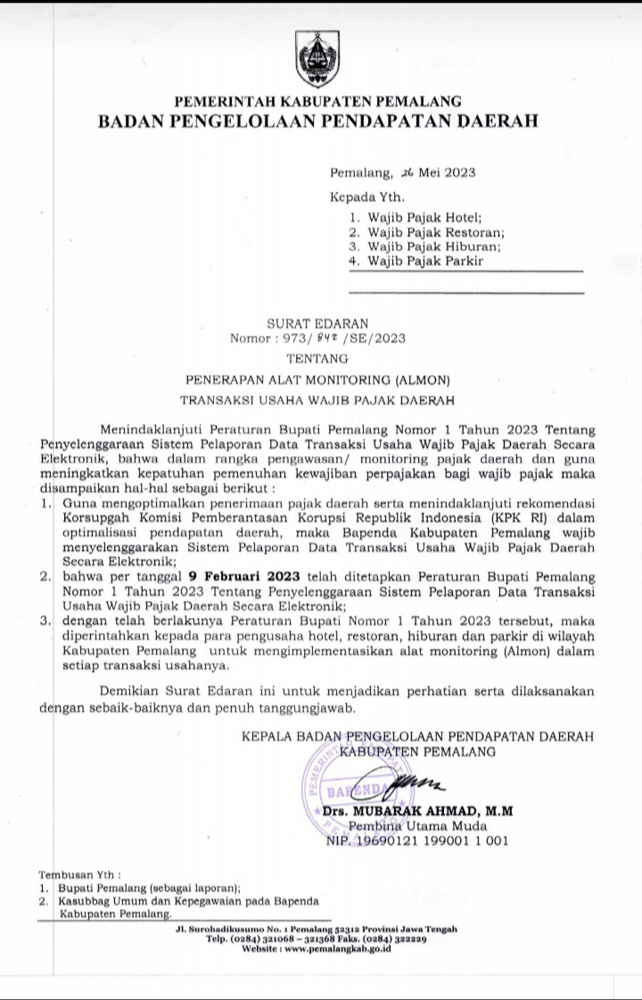 PEMERINTAH KABUPATEN PEMALANG
BADAN PENGELOLAAN PENDAPATAN DAERAH
Pemalang, 26 Mei 2023
Kepada Yth.
1. Wajib Pajak Hotel;
2. Wajib Pajak Restoran;
3. Wajib Pajak Hiburan;
4. Wajib Pajak Parkir
SURAT EDARAN
Nomor : 973/ 842 /SE/2023
TENTANG
PENERAPAN ALAT MONITORING (ALMON)
TRANSAKSI USAHA WAJIB PAJAK DAERAH
Menindaklanjuti Peraturan Bupati Pemalang Nomor 1 Tahun 2023 Tentang
Penyelenggaraan Sistem Pelaporan Data Transaksi Usaha Wajib Pajak Daerah Secara
Elektronik, bahwa dalam rangka pengawasan/ monitoring pajak daerah dan guna
meningkatkan kepatuhan pemenuhan kewajiban perpajakan bagi wajib pajak maka
disampaikan hal-hal sebagai berikut :
1. Guna mengoptimalkan penerimaan pajak daerah serta menindaklanjuti rekomendasi
Korsupgah Komisi Pemberantasan Korupsi Republik Indonesia (KPK RI) dalam
optimalisasi pendapatan daerah, maka Bapenda Kabupaten Pemalang wajib
menyelenggarakan Sistem Pelaporan Data Transaksi Usaha Wajib Pajak Daerah
Secara Elektronik;
2. bahwa per tanggal 9 Februari 2023 telah ditetapkan Peraturan Bupati Pemalang
Nomor 1 Tahun 2023 Tentang Penyelenggaraan Sistem Pelaporan Data Transaksi
Usaha Wajib Pajak Daerah Secara Elektronik;
3. dengan telah berlakunya Peraturan Bupati Nomor 1 Tahun 2023 tersebut, maka
diperintahkan kepada para pengusaha hotel, restoran, hiburan dan parkir di wilayah
Kabupaten Pemalang untuk mengimplementasikan alat monitoring (Almon) dalam
setiap transaksi usahanya.
Demikian Surat Edaran ini untuk menjadikan perhatian serta dilaksanakan
dengan sebaik-baiknya dan penuh tanggungjawab.
KEPALA BADAN PENGELOLAAN PENDAPATAN DAERAH
KABUPATEN PEMALANG
BAPENDA
Drs. MUBARAK AHMAD, M.M
Pembina Utama Muda
NIP. 19690121 199001 1 001
Tembusan Yth :
1. Bupati Pemalang (sebagai laporan);
2. Kasubbag Umum dan Kepegawaian pada Bapenda
Kabupaten Pemalang.
Jl. Surohadikusumo No. 1 Pemalang 52312 Provinsi Jawa Tengah
Telp. (0284) 321068 – 321368 Faks. (0284) 322229
Website : www.pemalangkab.go.id